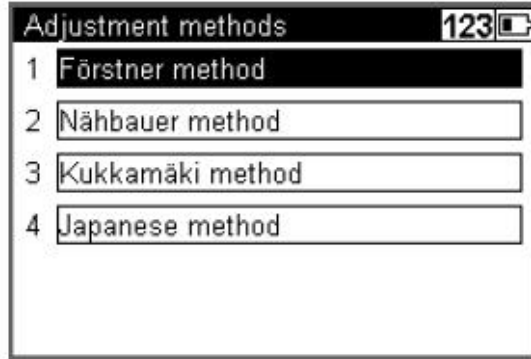 Adjustment methods 123
1 Förstner method
2 Nähbauer method
3 Kukkamäki method
4 Japanese method